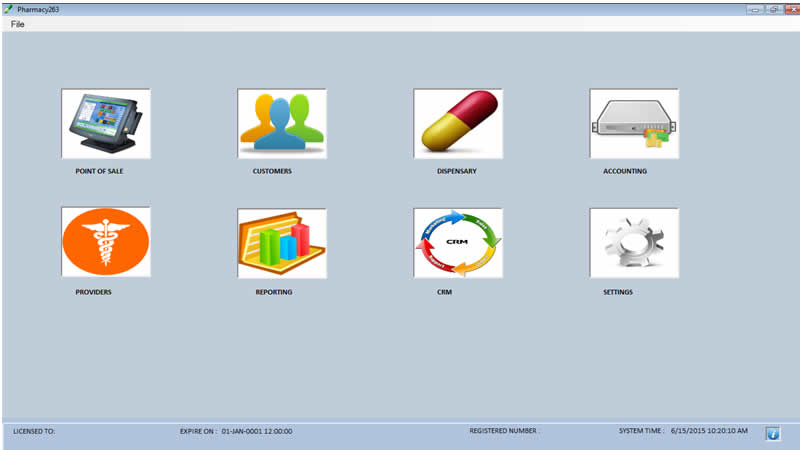 Pharmacy263
File
POINT OF SALE
CUSTOMERS
DISPENSARY
ACCOUNTING
PROVIDERS
REPORTING
CRM
CRM
SETTINGS
LICENSED TO:
EXPIRE ON : 01-JAN-0001 12:00:00
REGISTERED NUMBER :
SYSTEM TIME : 6/15/2015 10:20:10 AM